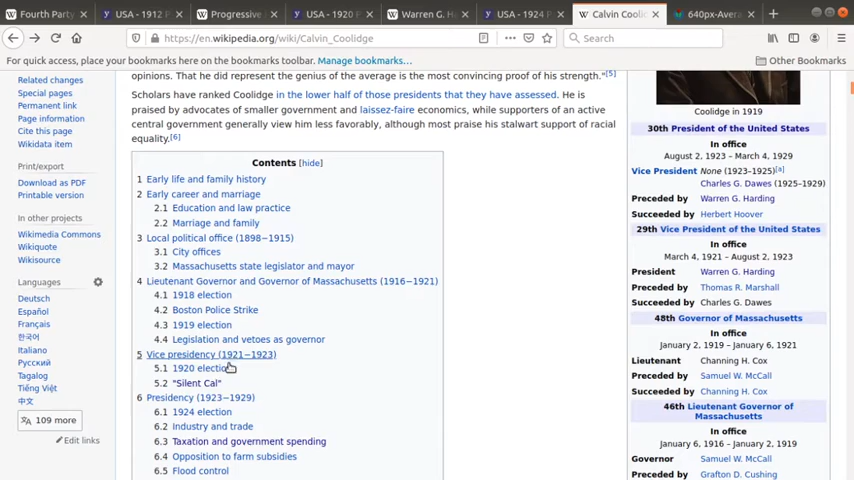 Fourth Party
USA - 1912 P
Progressive
USA - 1920 P
Warren G. Ha
USA - 1924 P
Calvin Coolid
640px-Avera
https://en.wikipedia.org/wiki/Calvin_Coolidge
Search
For quick access, place your bookmarks here on the bookmarks toolbar. Manage bookmarks...
Other Bookmarks
Related changes
Special pages
Permanent link
Page information
Cite this page
Wikidata item
Print/export
Download as PDF
Printable version
In other projects
Wikimedia Commons
Wikiquote
Wikisource
Languages
Deutsch
Español
Français
한국어
Italiano
Русский
Tagalog
Tiếng Việt
中文
109 more
Edit links
opinions. That he did represent the genius of the average is the most convincing proof of his strength."[5]
Scholars have ranked Coolidge in the lower half of those presidents that they have assessed. He is
praised by advocates of smaller government and laissez-faire economics, while supporters of an active
central government generally view him less favorably, although most praise his stalwart support of racial
equality.[6]
Contents [hide]
1 Early life and family history
2 Early career and marriage
2.1 Education and law practice
2.2 Marriage and family
3 Local political office (1898−1915)
3.1 City offices
3.2 Massachusetts state legislator and mayor
4 Lieutenant Governor and Governor of Massachusetts (1916−1921)
4.1 1918 election
4.2 Boston Police Strike
4.3 1919 election
4.4 Legislation and vetoes as governor
5 Vice presidency (1921−1923)
5.1 1920 election
5.2 "Silent Cal"
6 Presidency (1923−1929)
6.1 1924 election
6.2 Industry and trade
6.3 Taxation and government spending
6.4 Opposition to farm subsidies
6.5 Flood control
Coolidge in 1919
30th President of the United States
In office
August 2, 1923 – March 4, 1929
Vice President None (1923–1925)[a]
Charles G. Dawes (1925–1929)
Preceded by Warren G. Harding
Succeeded by Herbert Hoover
29th Vice President of the United States
In office
March 4, 1921 – August 2, 1923
President Warren G. Harding
Preceded by Thomas R. Marshall
Succeeded by Charles G. Dawes
48th Governor of Massachusetts
In office
January 2, 1919 – January 6, 1921
Lieutenant Channing H. Cox
Preceded by Samuel W. McCall
Succeeded by Channing H. Cox
46th Lieutenant Governor of
Massachusetts
In office
January 6, 1916 – January 2, 1919
Governor Samuel W. McCall
Preceded by Grafton D. Cushing